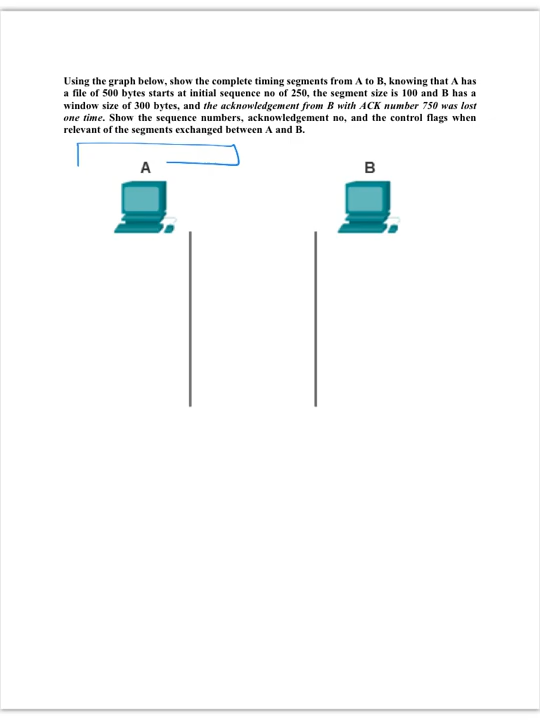 Using the graph below, show the complete timing segments from A to B, knowing that A has
a file of 500 bytes starts at initial sequence no of 250, the segment size is 100 and B has a
window size of 300 bytes, and the acknowledgement from B with ACK number 750 was lost
one time. Show the sequence numbers, acknowledgement no, and the control flags when
relevant of the segments exchanged between A and B.
A B